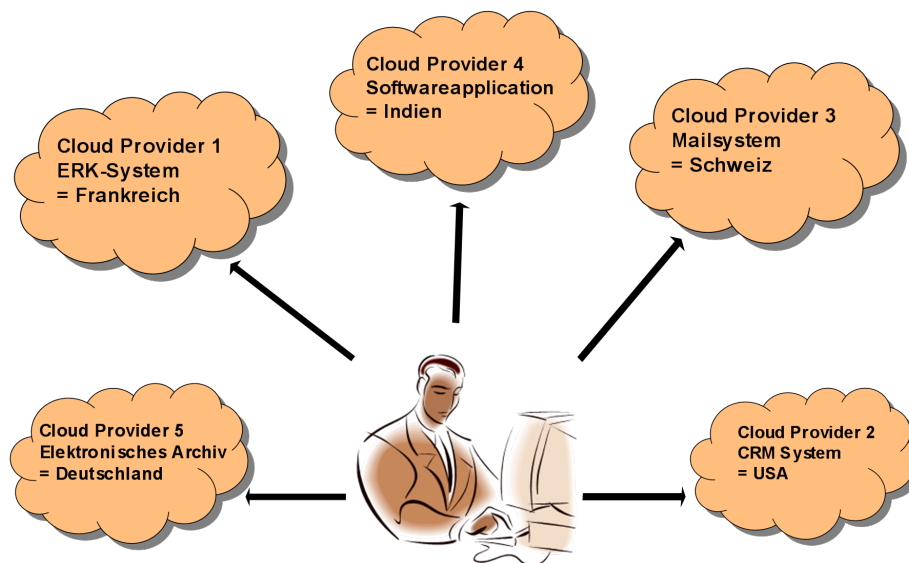 Cloud Provider 1
ERK-System
= Frankreich
Cloud Provider 4
Softwareapplication
= Indien
Cloud Provider 3
Mailsystem
= Schweiz
Cloud Provider 5
Elektronisches Archiv
= Deutschland
Cloud Provider 2
CRM System
= USA